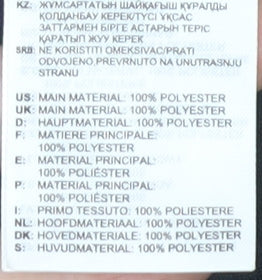 KZ: ЖҰМСАРТАТЫН ШАЙҚАҒЫШ ҚҰРАЛДЫ
ҚОЛДАНБАУ КЕРЕК/ТҮСІ ҰҚСАС
ЗАТТАРМЕН БІРГЕ АСТАРЫН ТЕРІС
ҚАРАТЫП ЖУУ КЕРЕК
SRB: NE KORISTITI OMEKSIVAC/PRATI
ODVOJENO,PREVRNUTO NA UNUTRASNJU
STRANU
US: MAIN MATERIAL: 100% POLYESTER
UK: MAIN MATERIAL: 100% POLYESTER
D: HAUPTMATERIAL: 100% POLYESTER
F: MATIERE PRINCIPALE:
100% POLYESTER
E: MATERIAL PRINCIPAL:
100% POLIÉSTER
P: MATERIAL PRINCIPAL:
100% POLIÉSTER
I: PRIMO TESSUTO: 100% POLIESTERE
NL: HOOFDMATERIAAL: 100% POLYESTER
DK: HOVEDMATERIALE: 100% POLYESTER
S: HUVUDMATERIAL: 100% POLYESTER